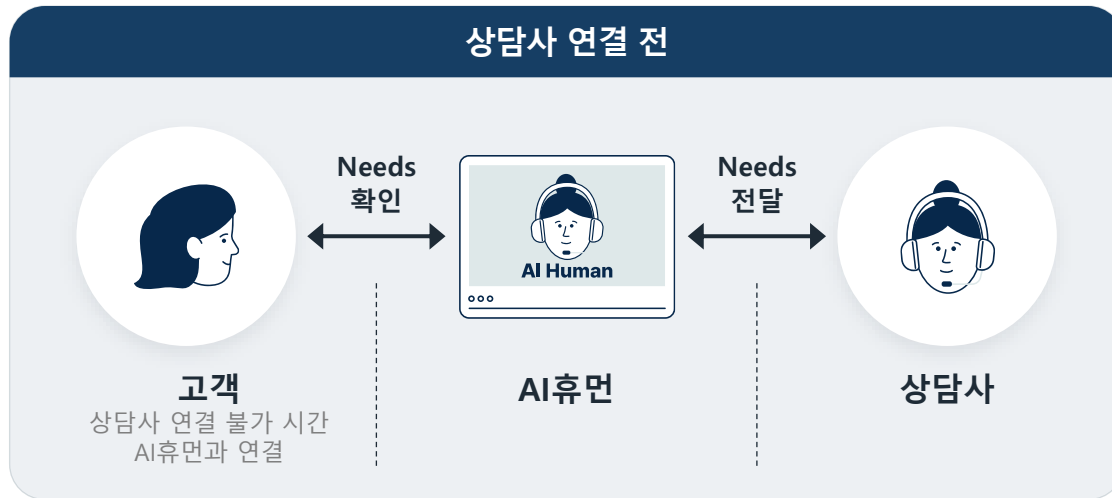 상담사 연결 전
Needs
확인
Needs
전달
AI Human
고객
상담사 연결 불가 시간
AI휴먼과 연결
AI휴먼
상담사